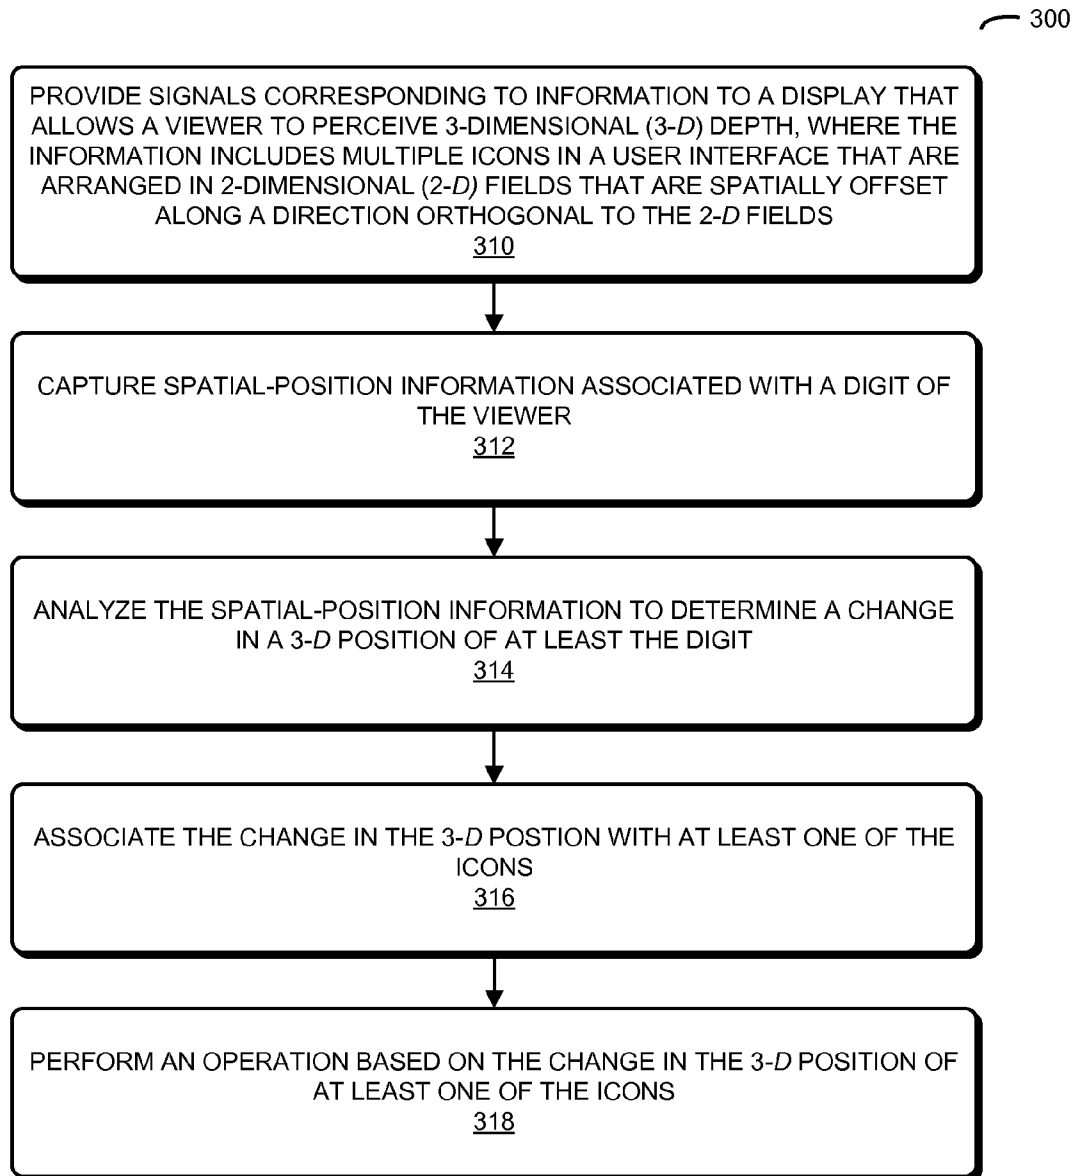 300
PROVIDE SIGNALS CORRESPONDING TO INFORMATION TO A DISPLAY THAT
ALLOWS A VIEWER TO PERCEIVE 3-DIMENSIONAL (3-D) DEPTH, WHERE THE
INFORMATION INCLUDES MULTIPLE ICONS IN A USER INTERFACE THAT ARE
ARRANGED IN 2-DIMENSIONAL (2-D) FIELDS THAT ARE SPATIALLY OFFSET
ALONG A DIRECTION ORTHOGONAL TO THE 2-D FIELDS
310
CAPTURE SPATIAL-POSITION INFORMATION ASSOCIATED WITH A DIGIT OF
THE VIEWER
312
ANALYZE THE SPATIAL-POSITION INFORMATION TO DETERMINE A CHANGE
IN A 3-D POSITION OF AT LEAST THE DIGIT
314
ASSOCIATE THE CHANGE IN THE 3-D POSTION WITH AT LEAST ONE OF THE
ICONS
316
PERFORM AN OPERATION BASED ON THE CHANGE IN THE 3-D POSITION OF
AT LEAST ONE OF THE ICONS
318